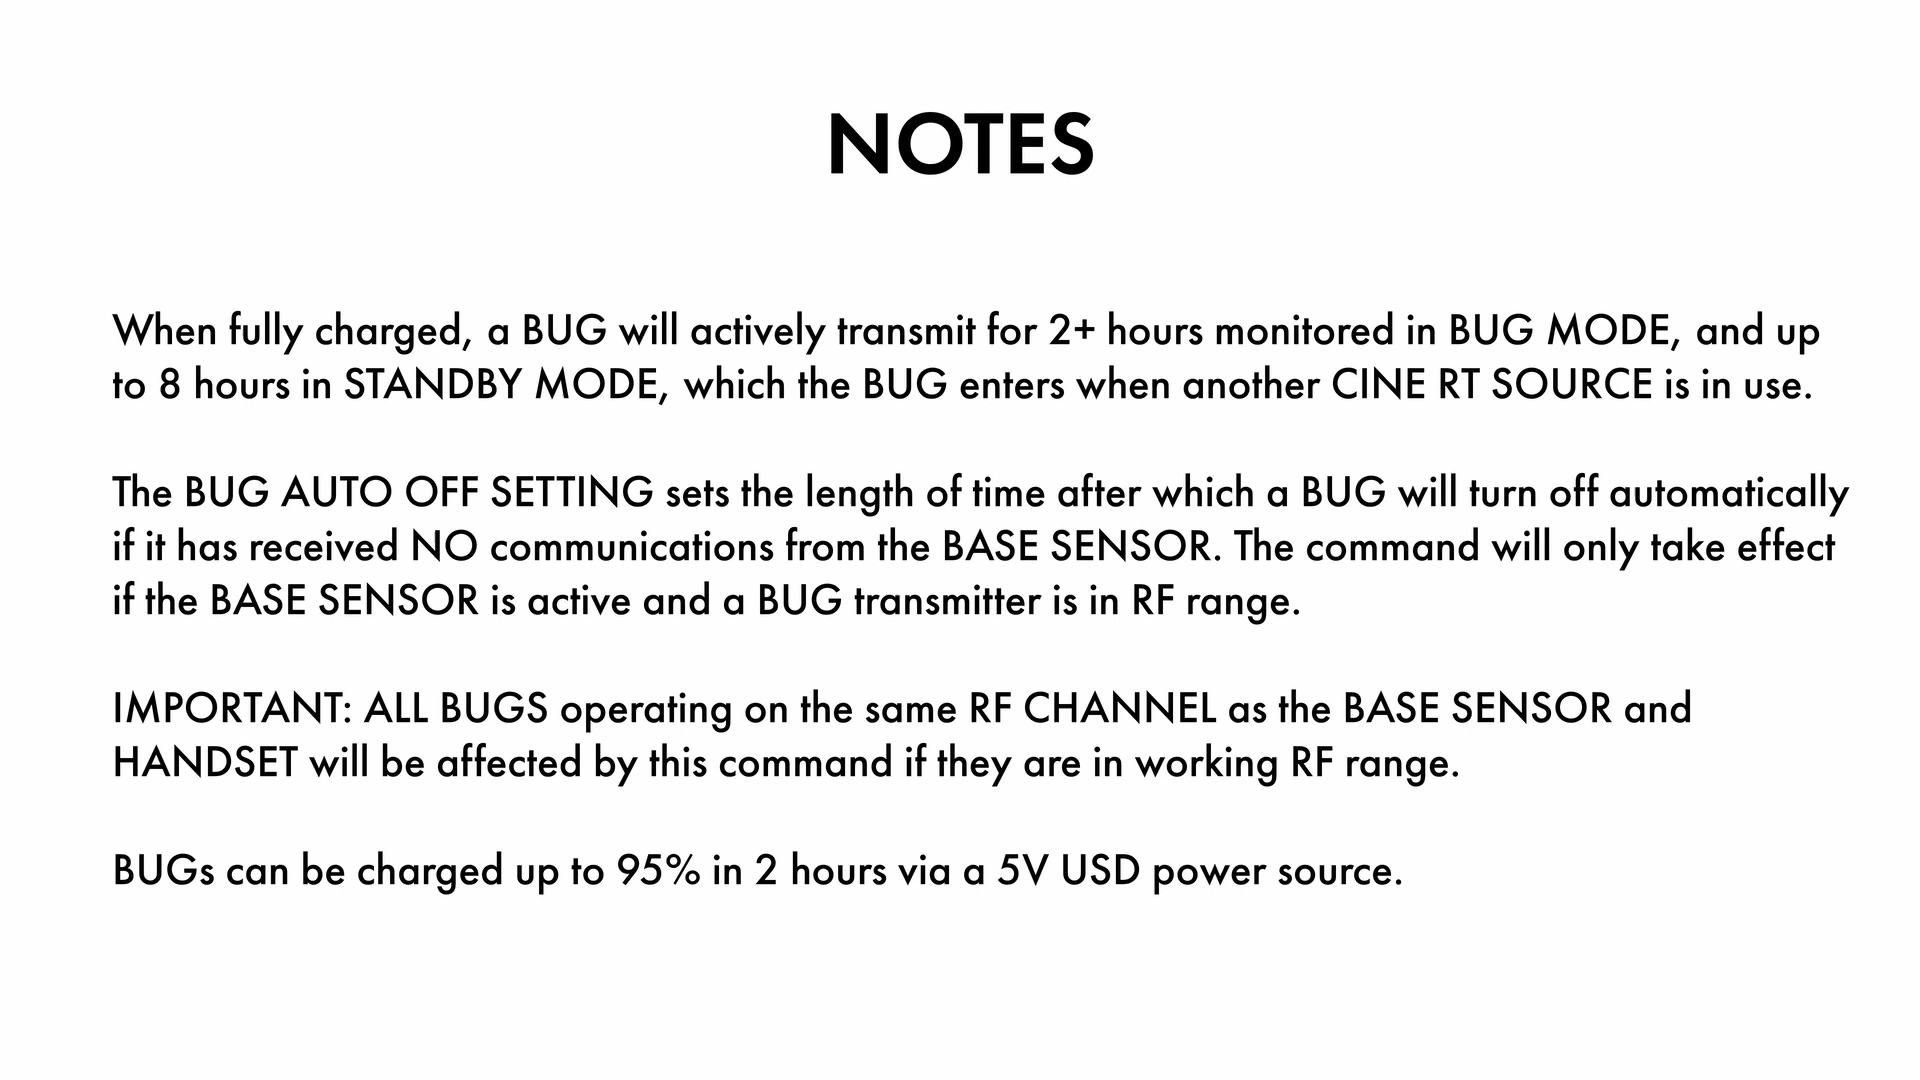 NOTES
When fully charged, a BUG will actively transmit for 2+ hours monitored in BUG MODE, and up
to 8 hours in STANDBY MODE, which the BUG enters when another CINE RT SOURCE is in use.
The BUG AUTO OFF SETTING sets the length of time after which a BUG will turn off automatically
if it has received NO communications from the BASE SENSOR. The command will only take effect
if the BASE SENSOR is active and a BUG transmitter is in RF range.
IMPORTANT: ALL BUGS operating on the same RF CHANNEL as the BASE SENSOR and
HANDSET will be affected by this command if they are in working RF range.
BUGs can be charged up to 95% in 2 hours via a 5V USD power source.